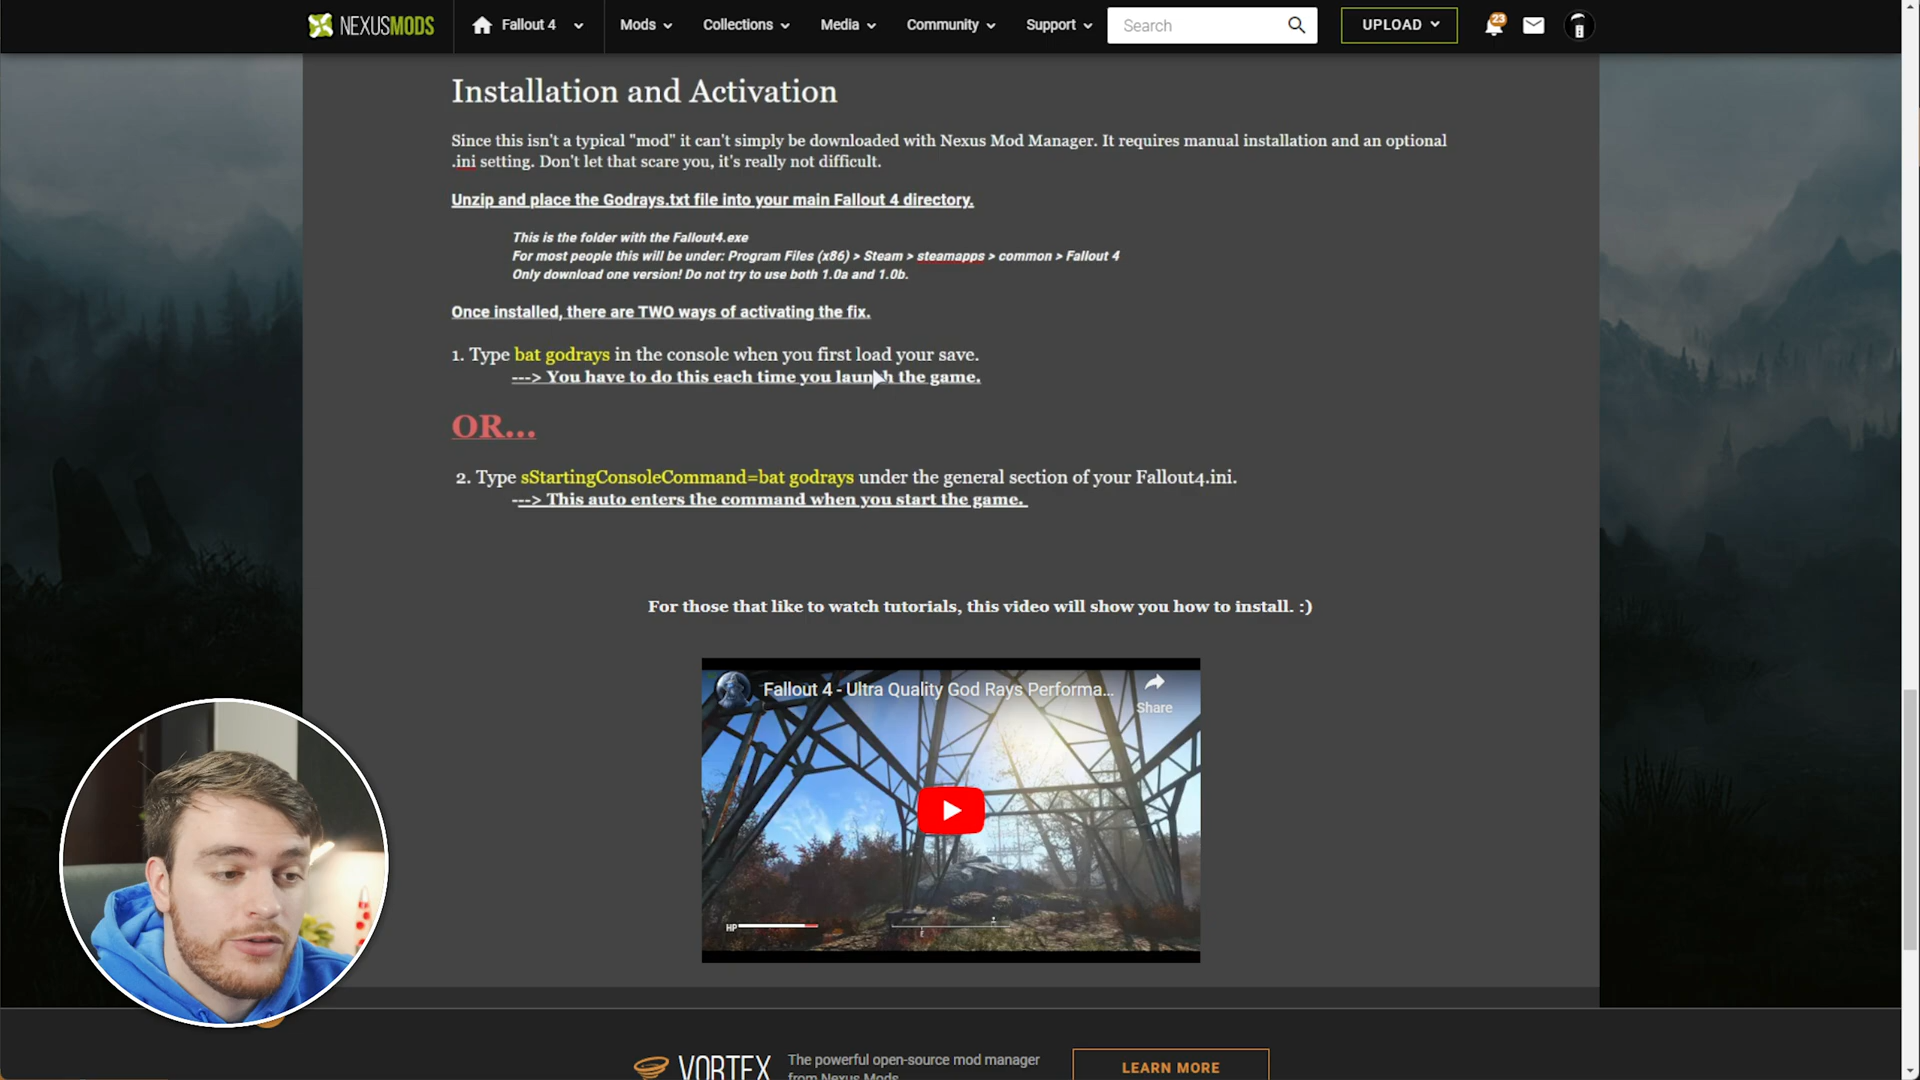 NEXUSMODS
Fallout 4
Mods
Collections
Media
Community
Support
Search
UPLOAD
23
Installation and Activation
Since this isn't a typical "mod" it can't simply be downloaded with Nexus Mod Manager. It requires manual installation and an optional
.ini setting. Don't let that scare you, it's really not difficult.
Unzip and place the Godrays.txt file into your main Fallout 4 directory.
This is the folder with the Fallout4.exe
For most people this will be under: Program Files (x86) > Steam > steamapps > common > Fallout 4
Only download one version! Do not try to use both 1.0a and 1.0b.
Once installed, there are TWO ways of activating the fix.
1. Type bat godrays in the console when you first load your save.
---> You have to do this each time you launch the game.
OR...
2. Type sStartingConsoleCommand=bat godrays under the general section of your Fallout4.ini.
---> This auto enters the command when you start the game.
For those that like to watch tutorials, this video will show you how to install. :)
Fallout 4 - Ultra Quality God Rays Performa...
Share
HP
E
VORTEX
The powerful open-source mod manager
from Nexus Mods
LEARN MORE